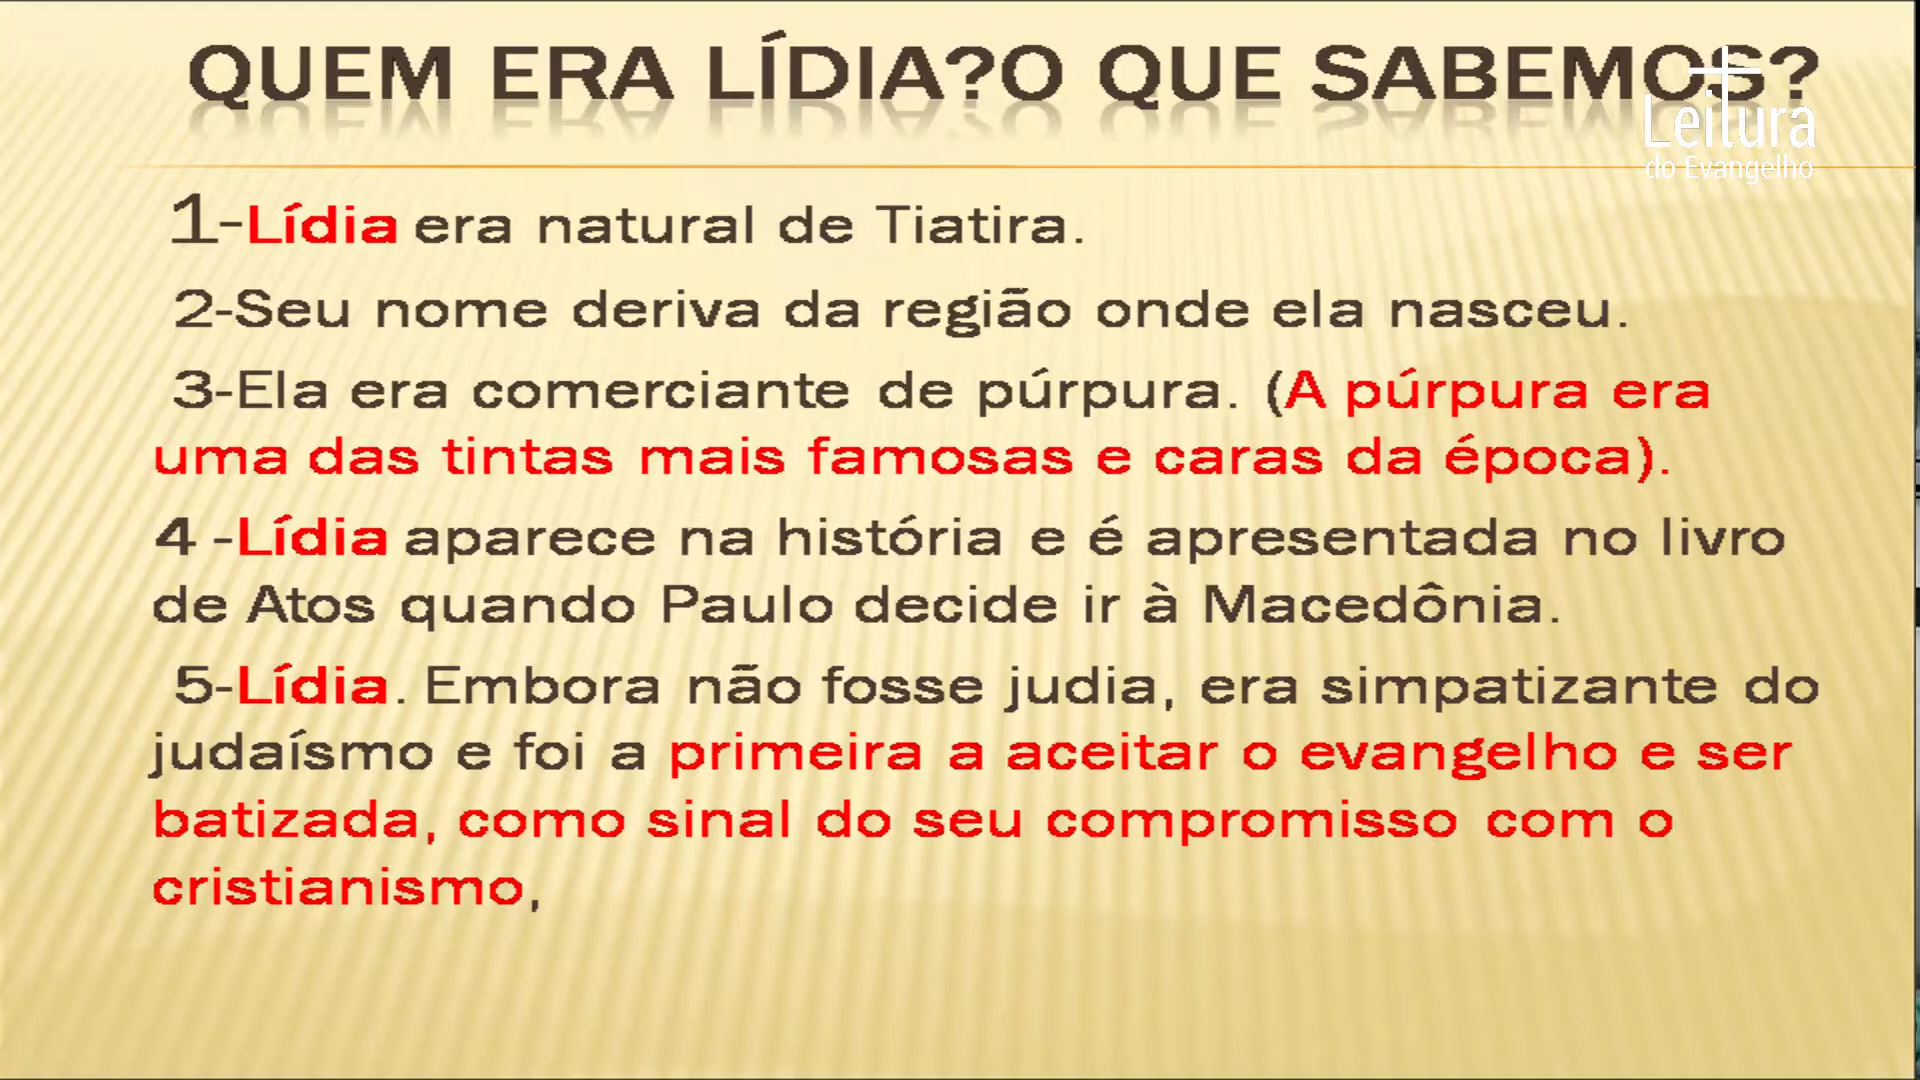 QUEM ERA LÍDIA?O QUE SABEMOS?
Leitura
do Evangelho
1-Lídia era natural de Tiatira.
2-Seu nome deriva da região onde ela nasceu.
3-Ela era comerciante de púrpura. (A púrpura era
uma das tintas mais famosas e caras da época).
4 -Lídia aparece na história e é apresentada no livro
de Atos quando Paulo decide ir à Macedônia.
5-Lídia. Embora não fosse judia, era simpatizante do
judaísmo e foi a primeira a aceitar o evangelho e ser
batizada, como sinal do seu compromisso com o
cristianismo,